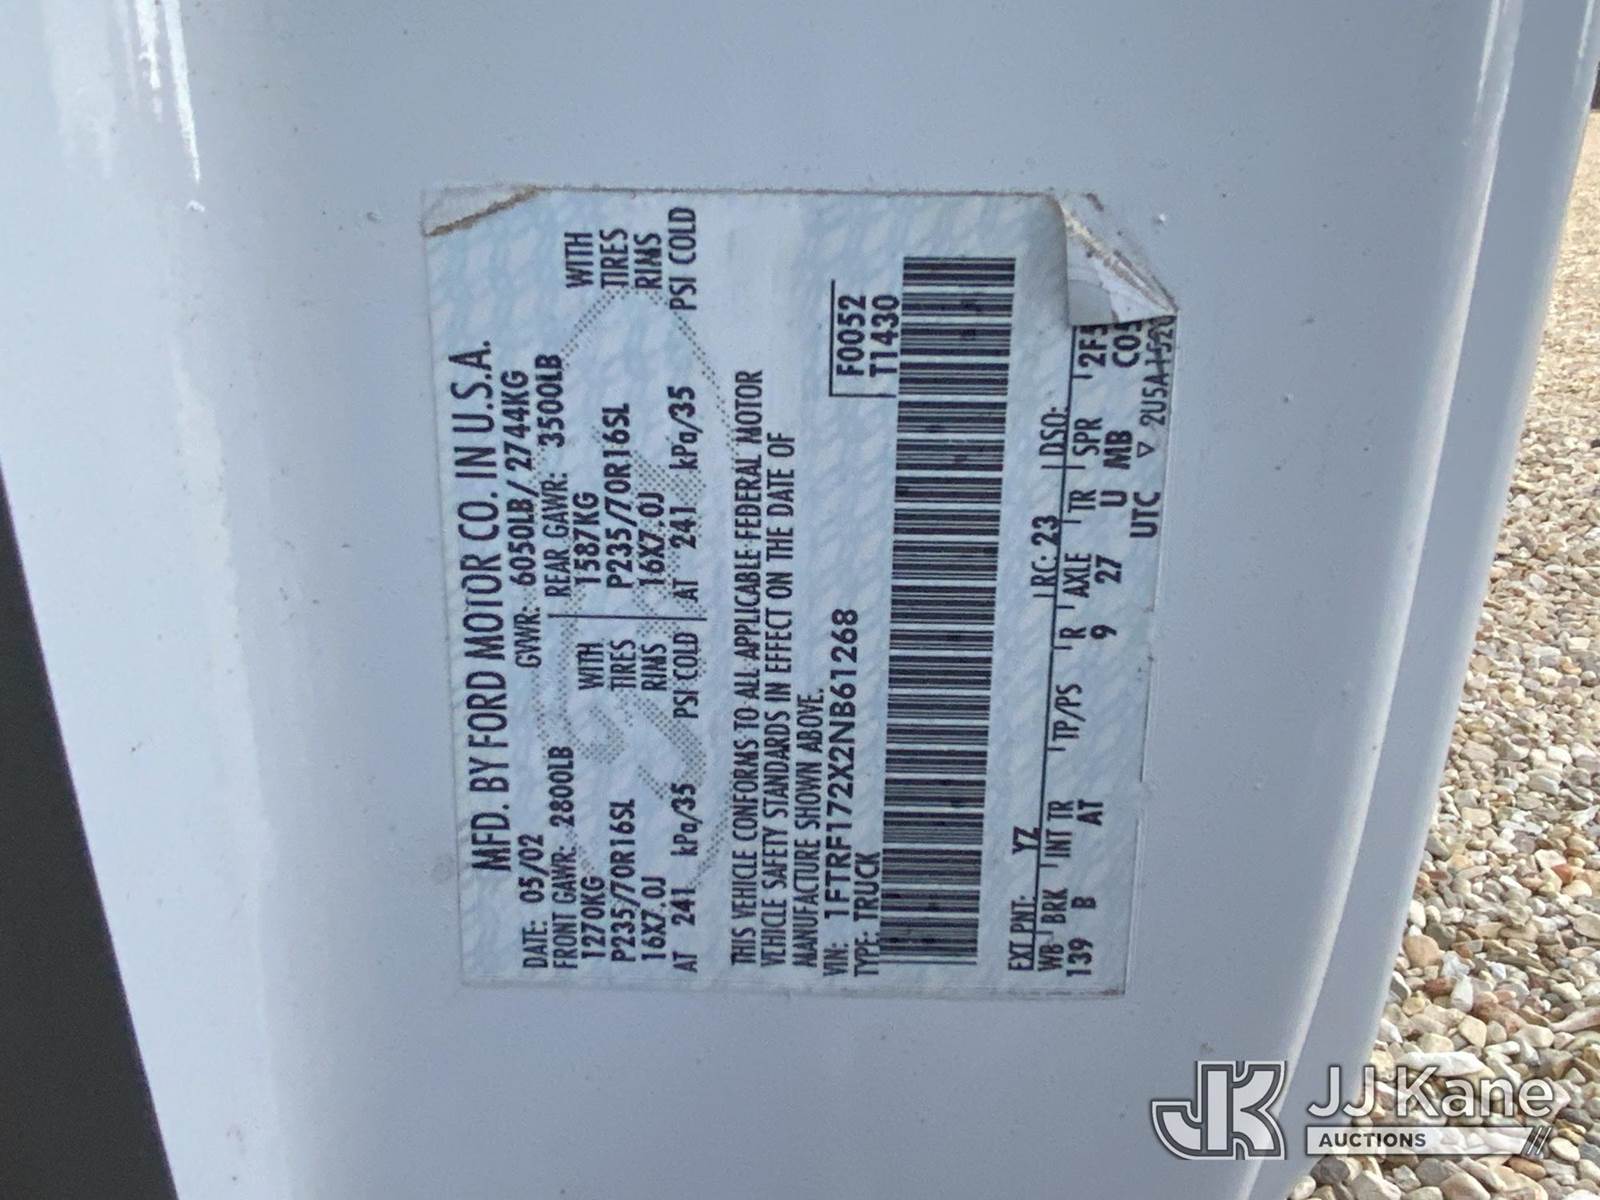 MFD. BY FORD MOTOR CO. IN U.S.A.
DATE: 05/02 GVWR: 6050LB/ 2744KG
FRONT GAWR: 2800LB REAR GAWR: 3500LB
1270KG WITH 1587KG WITH
P235/70R16SL TIRES P235/70R16SL TIRES
16X7.0J RIMS 16X7.0J RIMS
AT 241 kPa/35 PSI COLD AT 241 kPa/35 PSI COLD
THIS VEHICLE CONFORMS TO ALL APPLICABLE FEDERAL MOTOR
VEHICLE SAFETY STANDARDS IN EFFECT ON THE DATE OF
MANUFACTURE SHOWN ABOVE.
VIN: 1FTRF172X2NB61268 F0052
TYPE: TRUCK T1430
EXT PNT: YZ RC: 23 DSO:
WB BRK INT TR TP/PS R AXLE TR SPR 2F5
139 B AT 9 27 U MB C05
UTC ▽ 2U5A1520
JK JJ Kane
AUCTIONS